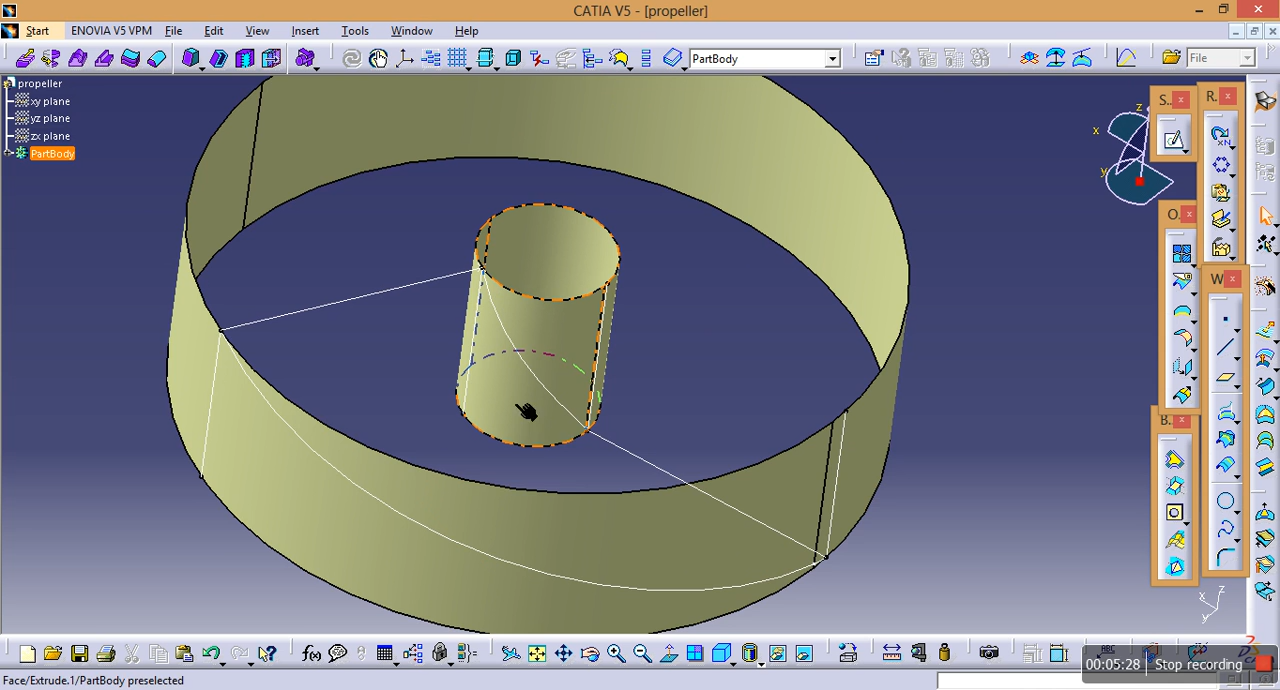 CATIA V5 - [propeller]
Start ENOVIA V5 VPM File Edit View Insert Tools Window Help
PartBody File
propeller
xy plane
yz plane
zx plane
PartBody
S... R...
O...
W...
B...
z
x
y
x z
y
f(x)
ABC
00:05:28 Stop recording
Face/Extrude.1/PartBody preselected